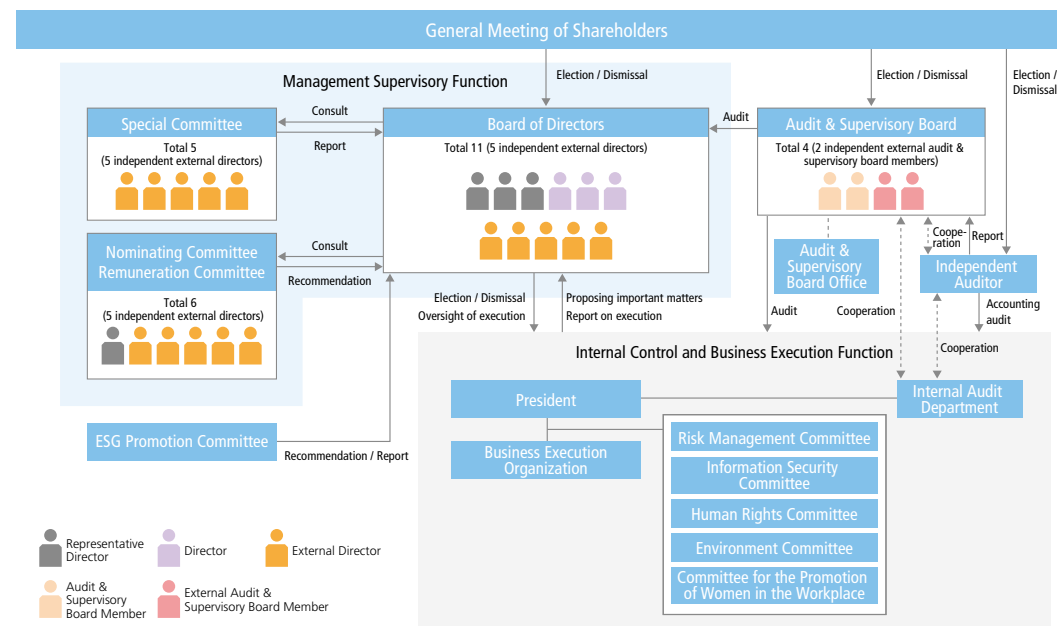 General Meeting of Shareholders
Election / Dismissal
Election / Dismissal
Election /
Dismissal
Management Supervisory Function
Special Committee
Total 5
(5 independent external directors)
Consult
Report
Board of Directors
Total 11 (5 independent external directors)
Audit
Audit & Supervisory Board
Total 4 (2 independent external audit &
supervisory board members)
Nominating Committee
Remuneration Committee
Total 6
(5 independent external directors)
Consult
Recommendation
Audit &
Supervisory
Board Office
Coope-
ration
Report
Independent
Auditor
Election / Dismissal
Oversight of execution
Proposing important matters
Report on execution
Audit
Cooperation
Accounting
audit
Cooperation
Internal Control and Business Execution Function
President
Internal Audit
Department
Business Execution
Organization
Risk Management Committee
Information Security
Committee
Human Rights Committee
Environment Committee
Committee for the Promotion
of Women in the Workplace
ESG Promotion Committee
Recommendation / Report
Representative
Director
Director
External Director
Audit &
Supervisory
Board Member
External Audit &
Supervisory Board Member